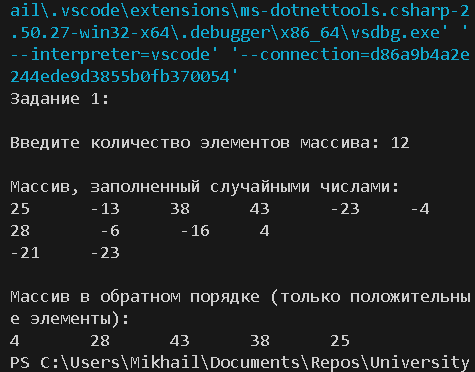 ail\.vscode\extensions\ms-dotnettools.csharp-2
.50.27-win32-x64\.debugger\x86_64\vsdbg.exe' '
--interpreter=vscode' '--connection=d86a9b4a2e
244ede9d3855b0fb370054'
Задание 1:
Введите количество элементов массива: 12
Массив, заполненный случайными числами:
25 -13 38 43 -23 -4
28 -6 -16 4
-21 -23
Массив в обратном порядке (только положительны
е элементы):
4 28 43 38 25
PS C:\Users\Mikhail\Documents\Repos\University